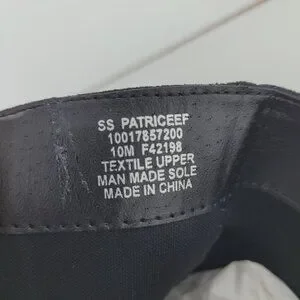 SS PATRICEEF
10017857200
10M F42198
TEXTILE UPPER
MAN MADE SOLE
MADE IN CHINA